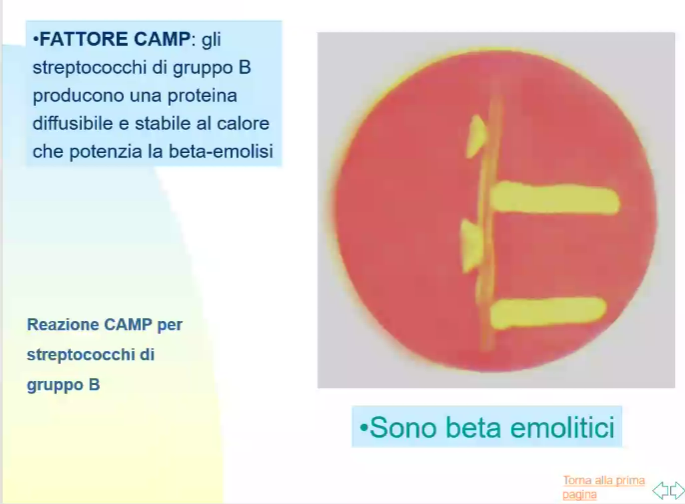 •FATTORE CAMP: gli
streptococchi di gruppo B
producono una proteina
diffusibile e stabile al calore
che potenzia la beta-emolisi
Reazione CAMP per
streptococchi di
gruppo B
•Sono beta emolitici
Torna alla prima
pagina